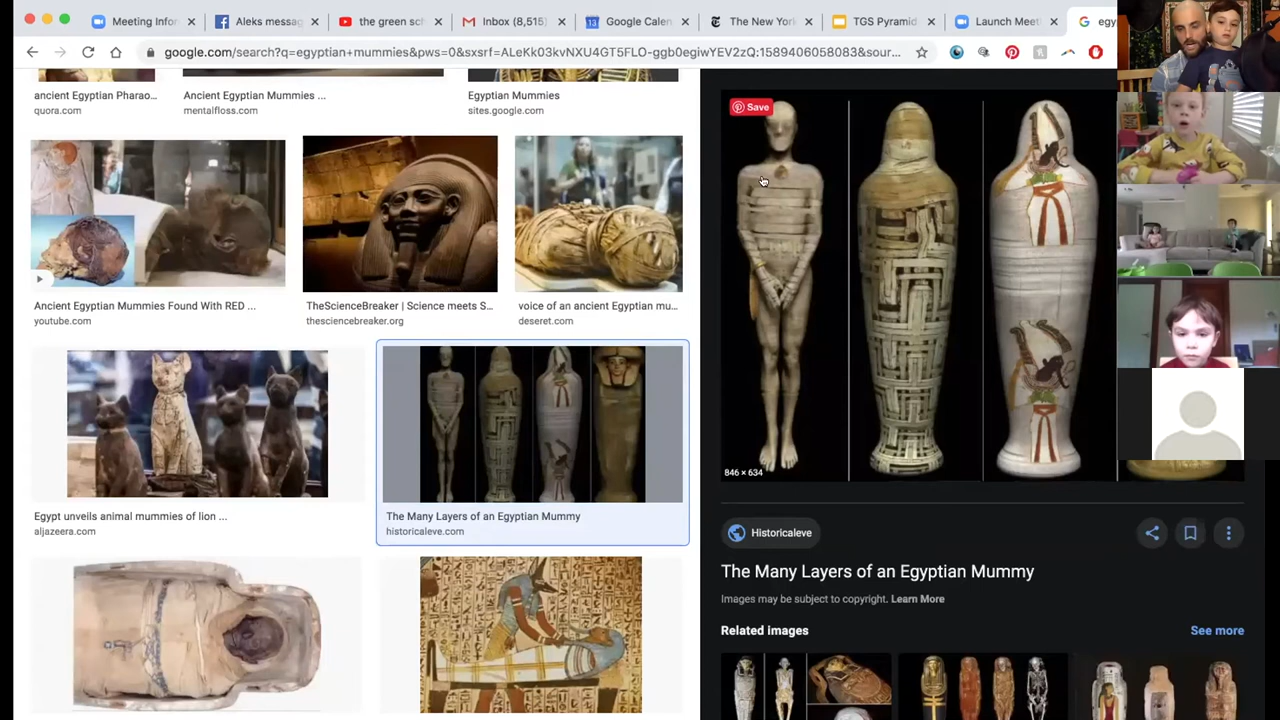 Meeting Infor
Aleks messag
the green sch
Inbox (8,515)
Google Calen
13
The New York
TGS Pyramid
Launch Meet
egy
google.com/search?q=egyptian+mummies&pws=0&sxsrf=ALeKk03kvNXU4GT5FLO-ggb0egiwYEV2zQ:1589406058083&sour...
ancient Egyptian Pharao...
quora.com
Ancient Egyptian Mummies ...
mentalfloss.com
Egyptian Mummies
sites.google.com
Save
Ancient Egyptian Mummies Found With RED ...
youtube.com
TheScienceBreaker | Science meets S...
thesciencebreaker.org
voice of an ancient Egyptian mu...
deseret.com
846 × 634
Egypt unveils animal mummies of lion ...
aljazeera.com
The Many Layers of an Egyptian Mummy
historicaleve.com
Historicaleve
The Many Layers of an Egyptian Mummy
Images may be subject to copyright. Learn More
Related images
See more